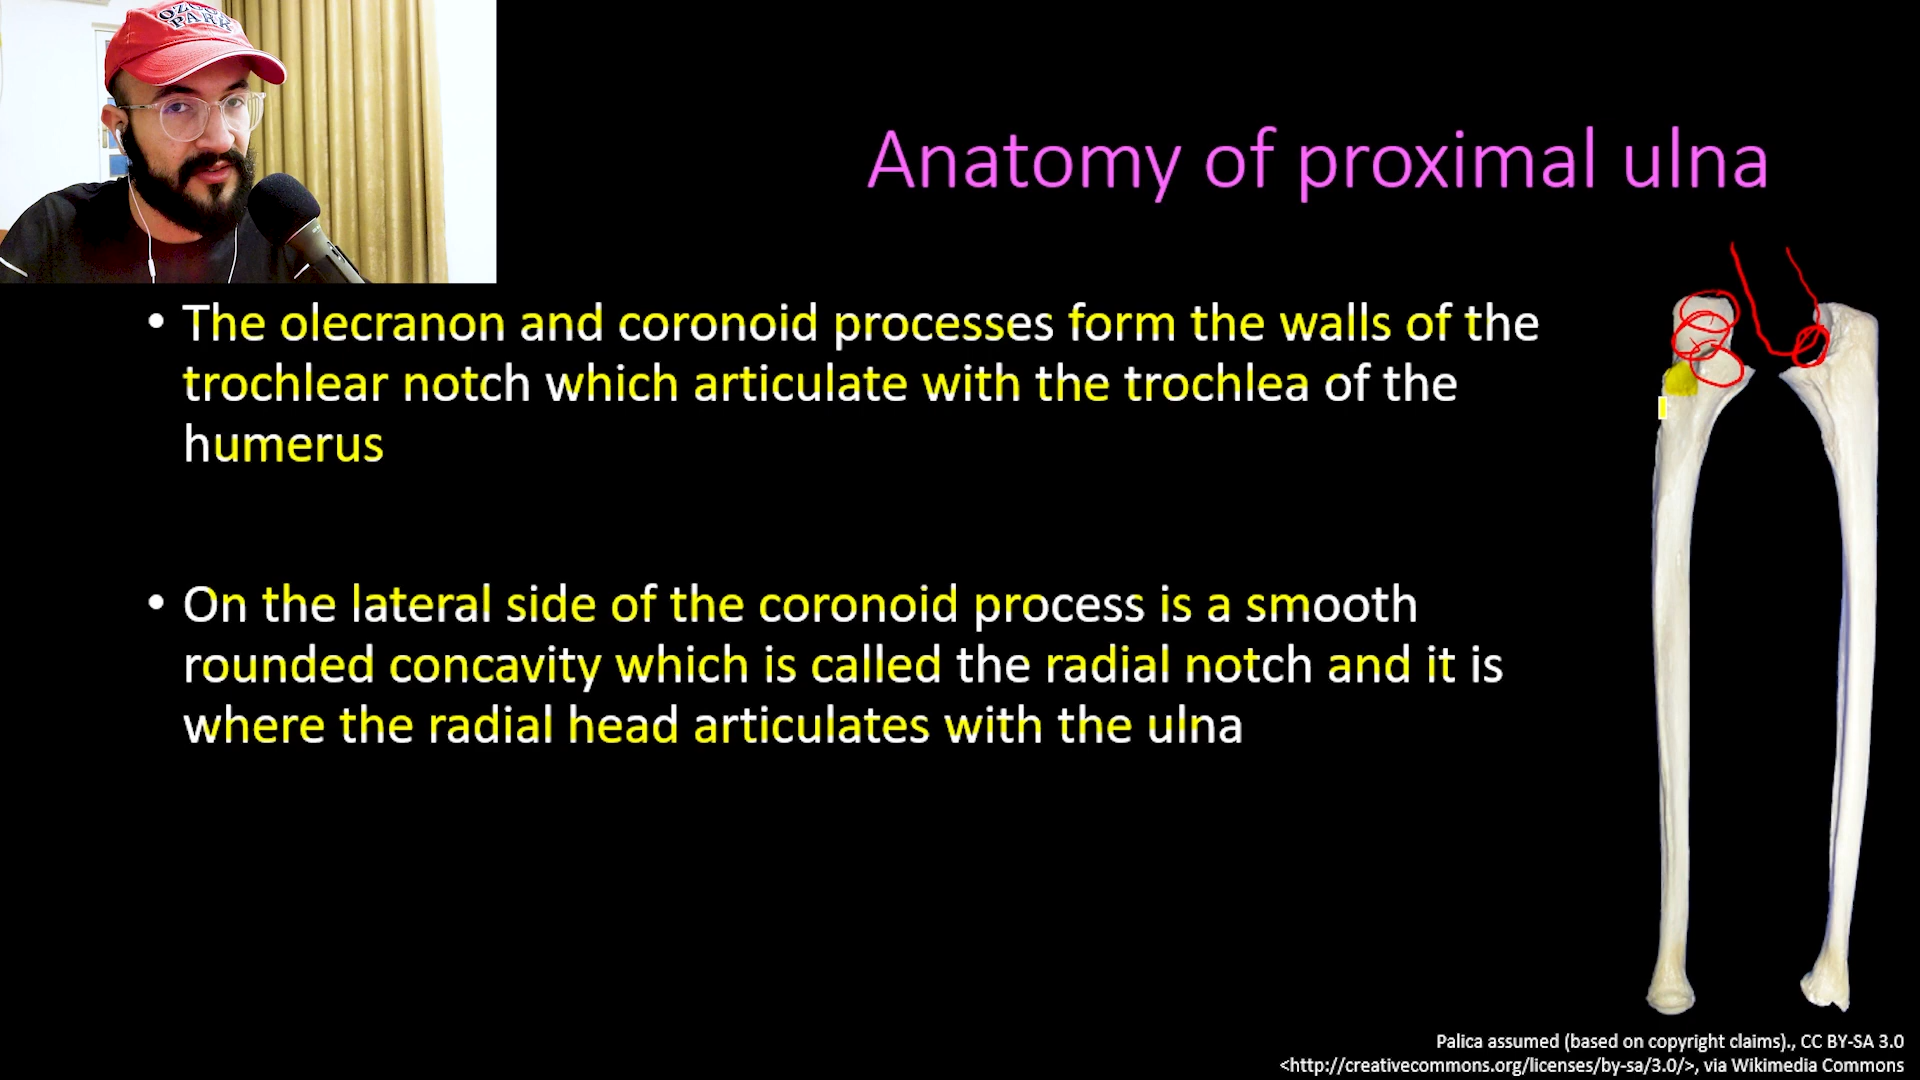 OZONE
PARK
Anatomy of proximal ulna
• The olecranon and coronoid processes form the walls of the
trochlear notch which articulate with the trochlea of the
humerus
• On the lateral side of the coronoid process is a smooth
rounded concavity which is called the radial notch and it is
where the radial head articulates with the ulna
Palica assumed (based on copyright claims)., CC BY-SA 3.0
<http://creativecommons.org/licenses/by-sa/3.0/>, via Wikimedia Commons